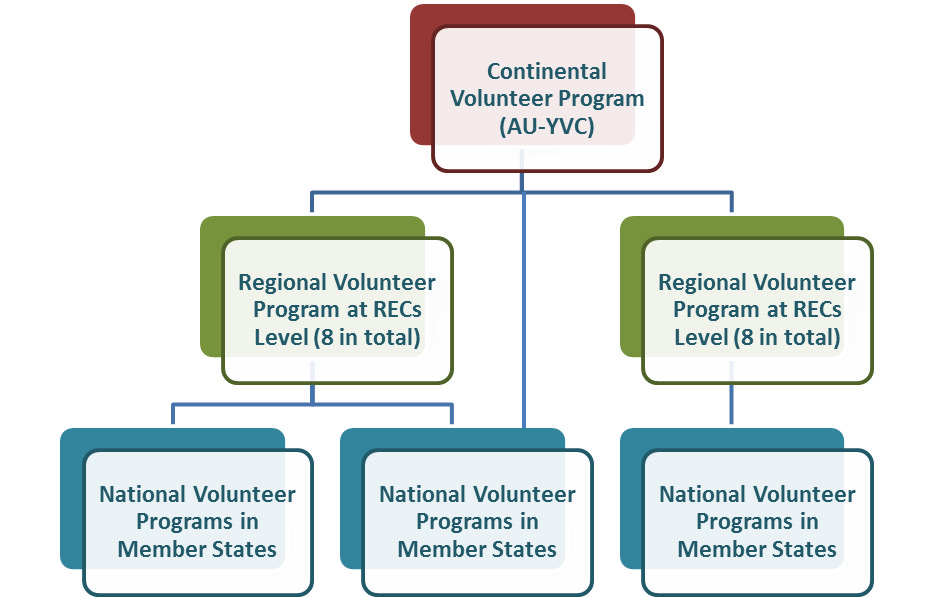 Continental
Volunteer Program
(AU-YVC)
Regional Volunteer
Program at RECs
Level (8 in total)
Regional Volunteer
Program at RECs
Level (8 in total)
National Volunteer
Programs in
Member States
National Volunteer
Programs in
Member States
National Volunteer
Programs in
Member States